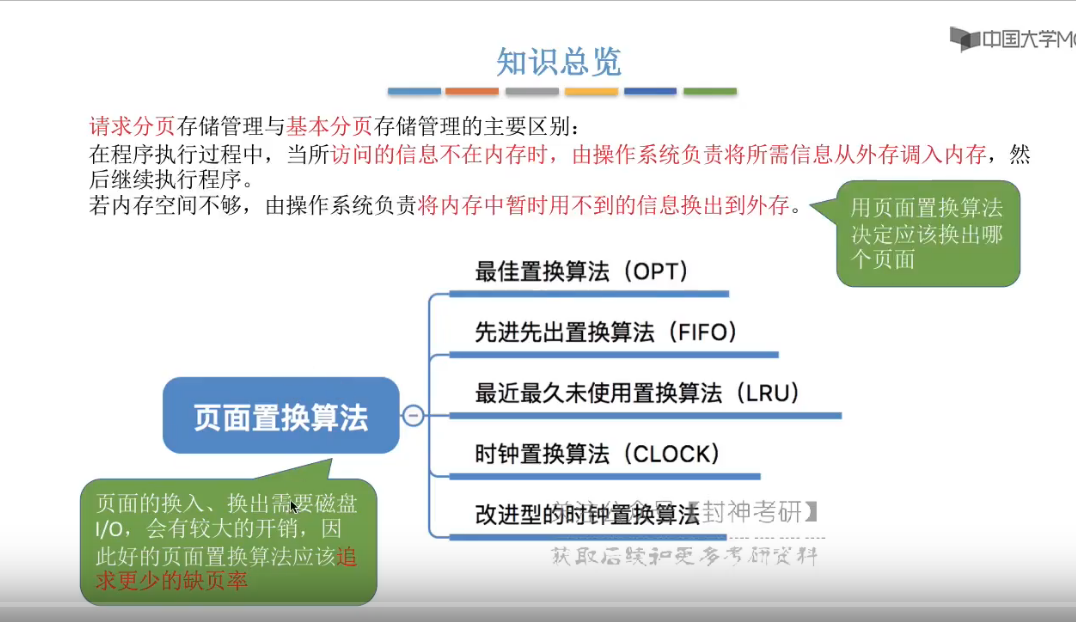 中国大学MO
知识总览
请求分页存储管理与基本分页存储管理的主要区别：
在程序执行过程中，当所访问的信息不在内存时，由操作系统负责将所需信息从外存调入内存，然
后继续执行程序。
若内存空间不够，由操作系统负责将内存中暂时用不到的信息换出到外存。
用页面置换算法
决定应该换出哪
个页面
最佳置换算法（OPT）
先进先出置换算法（FIFO）
最近最久未使用置换算法（LRU）
时钟置换算法（CLOCK）
改进型的时钟置换算法
页面置换算法
页面的换入、换出需要磁盘
I/O，会有较大的开销，因
此好的页面置换算法应该追
求更少的缺页率
【封神考研】
获取后续和更多考研资料